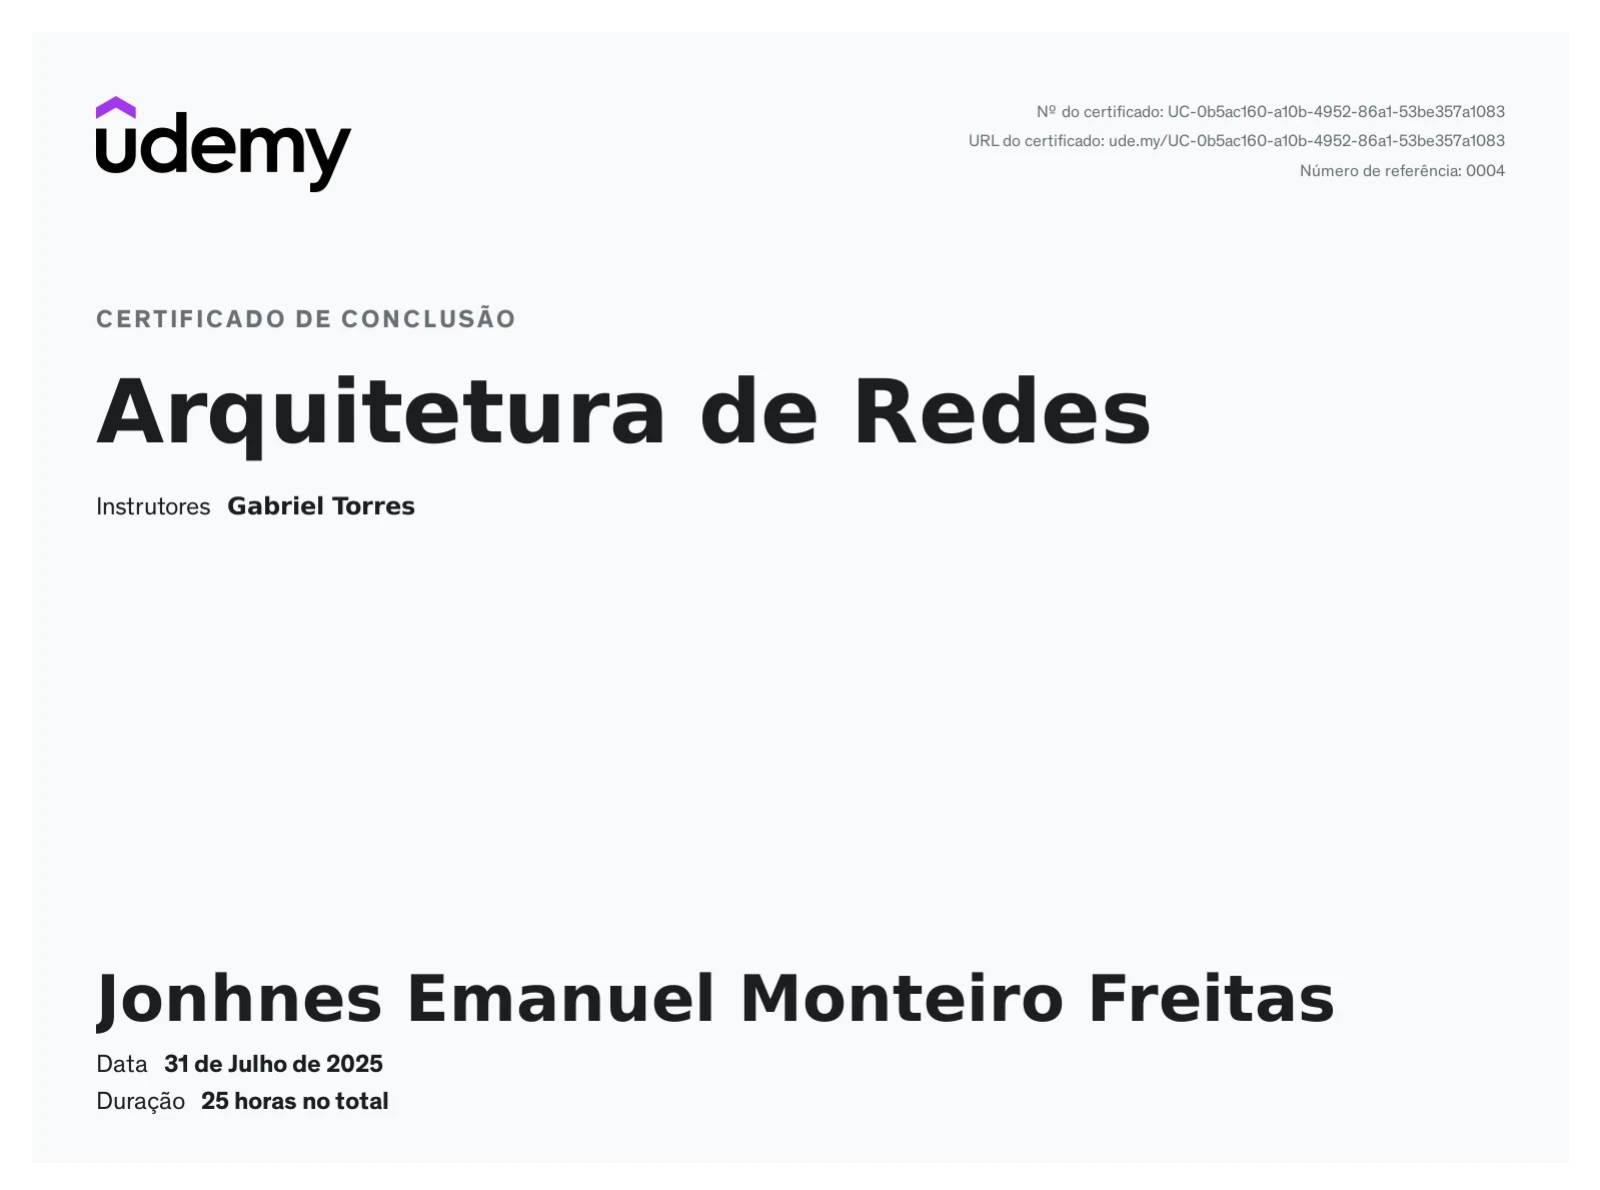 udemy
Nº do certificado: UC-0b5ac160-a10b-4952-86a1-53be357a1083
URL do certificado: ude.my/UC-0b5ac160-a10b-4952-86a1-53be357a1083
Número de referência: 0004
CERTIFICADO DE CONCLUSÃO
Arquitetura de Redes
Instrutores Gabriel Torres
Jonhnes Emanuel Monteiro Freitas
Data 31 de Julho de 2025
Duração 25 horas no total